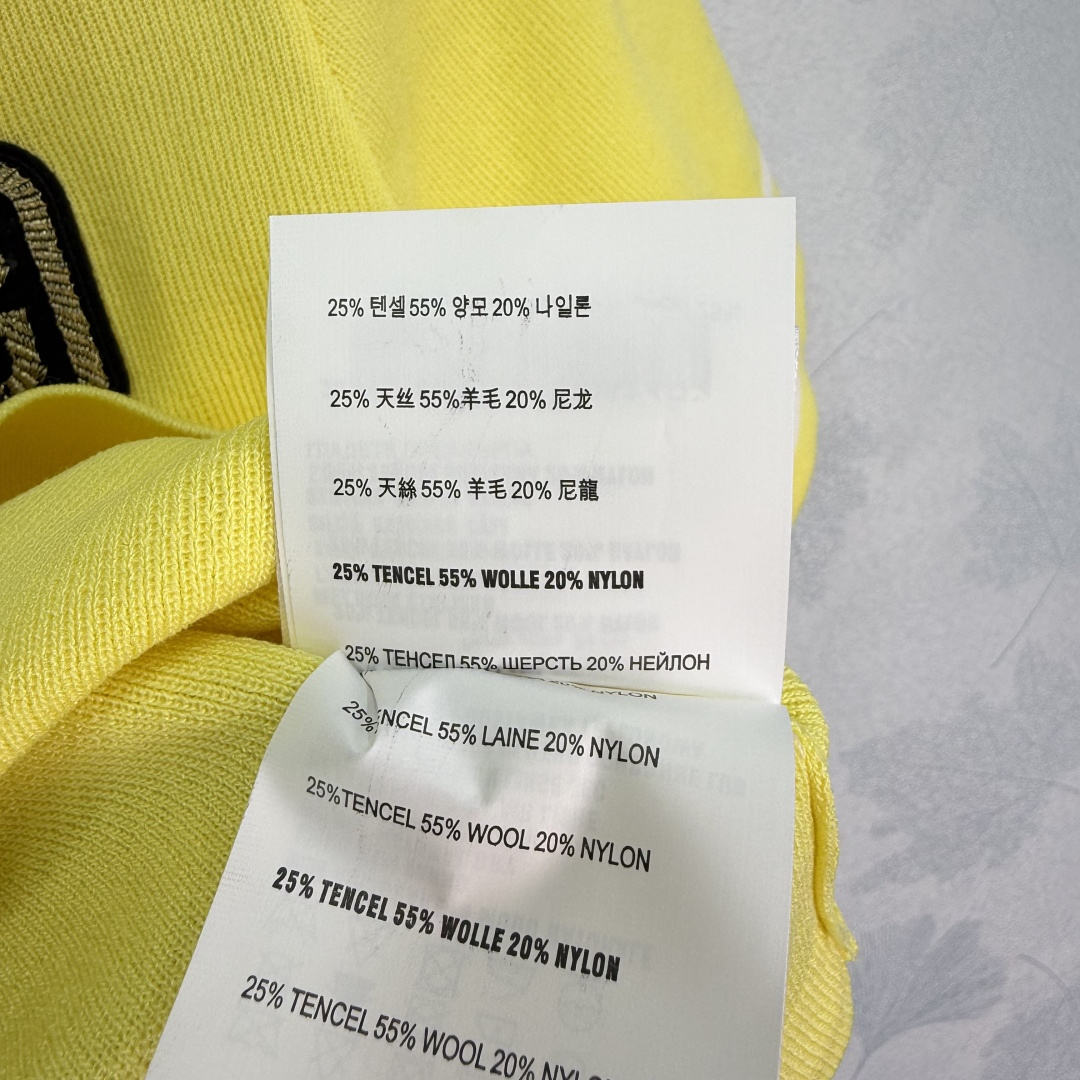 25% 텐셀 55% 양모 20% 나일론
25% 天丝 55%羊毛 20% 尼龙
25% 天絲 55% 羊毛 20% 尼龍
25% TENCEL 55% WOLLE 20% NYLON
25% ТЕНСЕЛ 55% ШЕРСТЬ 20% НЕЙЛОН
NYLON
25% ENCEL 55% LAINE 20% NYLON
25%TENCEL 55% WOOL 20% NYLON
25% TENCEL 55% WOLLE 20% NYLON
25% TENCEL 55% WOOL 20%